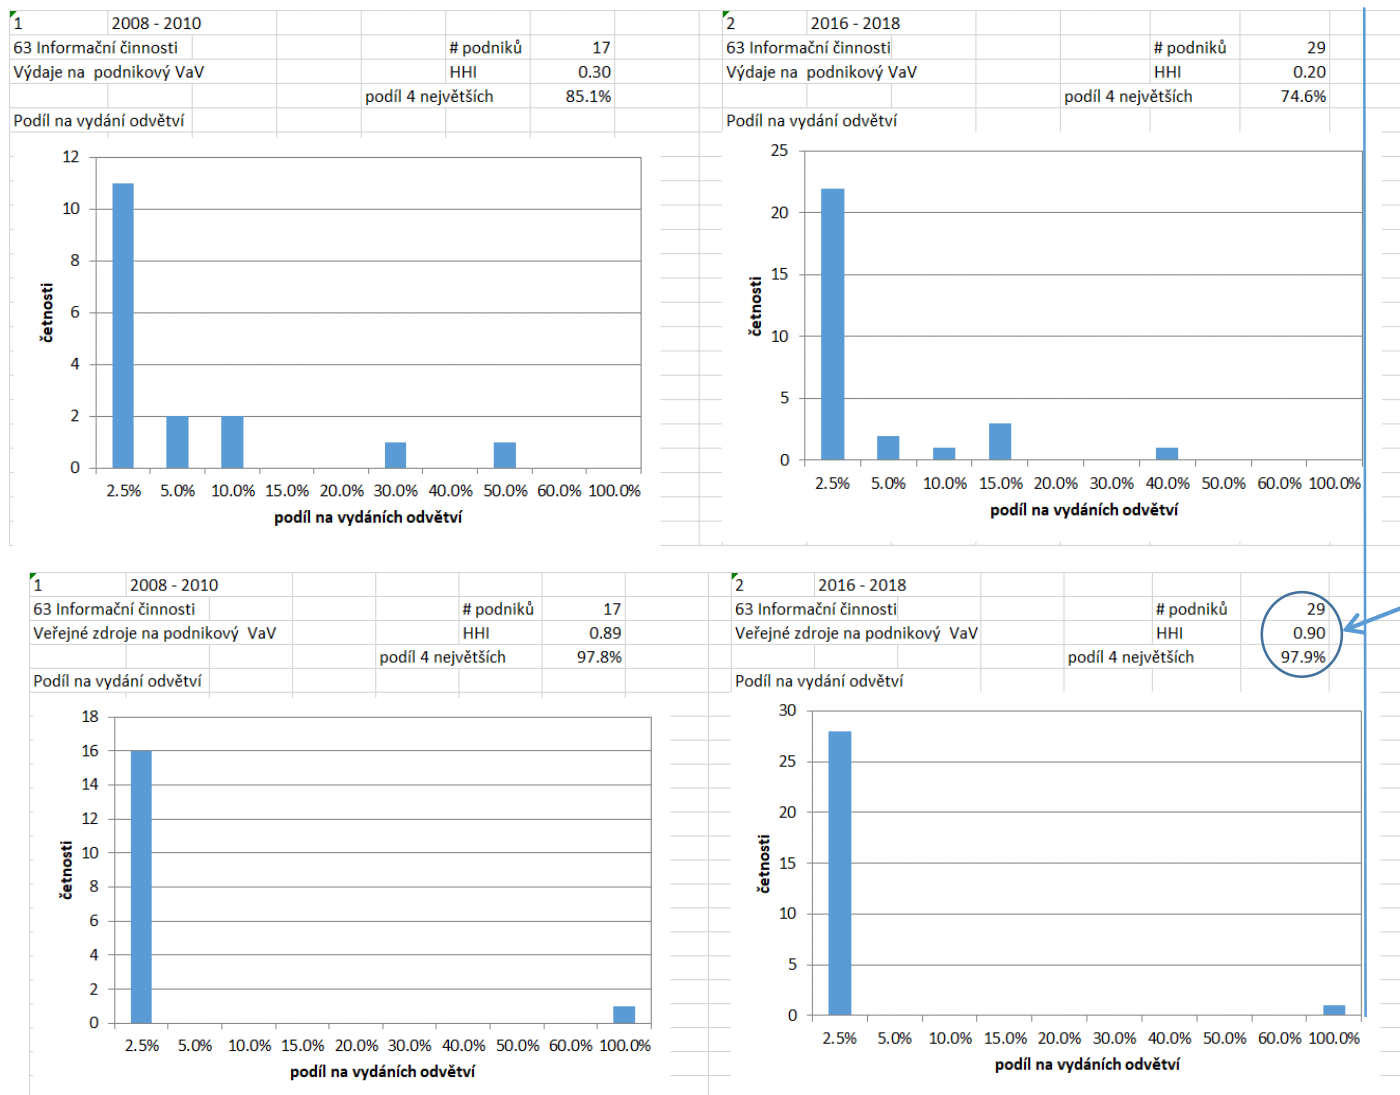 1 2008 - 2010
63 Informační činnosti # podniků 17
Výdaje na podnikový VaV HHI 0.30
podíl 4 největších 85.1%
Podíl na vydání odvětví
12
10
8
6
4
2
0
četnosti
2.5% 5.0% 10.0% 15.0% 20.0% 30.0% 40.0% 50.0% 60.0% 100.0%
podíl na vydáních odvětví
2 2016 - 2018
63 Informační činnosti # podniků 29
Výdaje na podnikový VaV HHI 0.20
podíl 4 největších 74.6%
Podíl na vydání odvětví
25
20
15
10
5
0
četnosti
2.5% 5.0% 10.0% 15.0% 20.0% 30.0% 40.0% 50.0% 60.0% 100.0%
podíl na vydáních odvětví
1 2008 - 2010
63 Informační činnosti # podniků 17
Veřejné zdroje na podnikový VaV HHI 0.89
podíl 4 největších 97.8%
Podíl na vydání odvětví
18
16
14
12
10
8
6
4
2
0
četnosti
2.5% 5.0% 10.0% 15.0% 20.0% 30.0% 40.0% 50.0% 60.0% 100.0%
podíl na vydáních odvětví
2 2016 - 2018
63 Informační činnosti # podniků 29
Veřejné zdroje na podnikový VaV HHI 0.90
podíl 4 největších 97.9%
Podíl na vydání odvětví
30
25
20
15
10
5
0
četnosti
2.5% 5.0% 10.0% 15.0% 20.0% 30.0% 40.0% 50.0% 60.0% 100.0%
podíl na vydáních odvětví